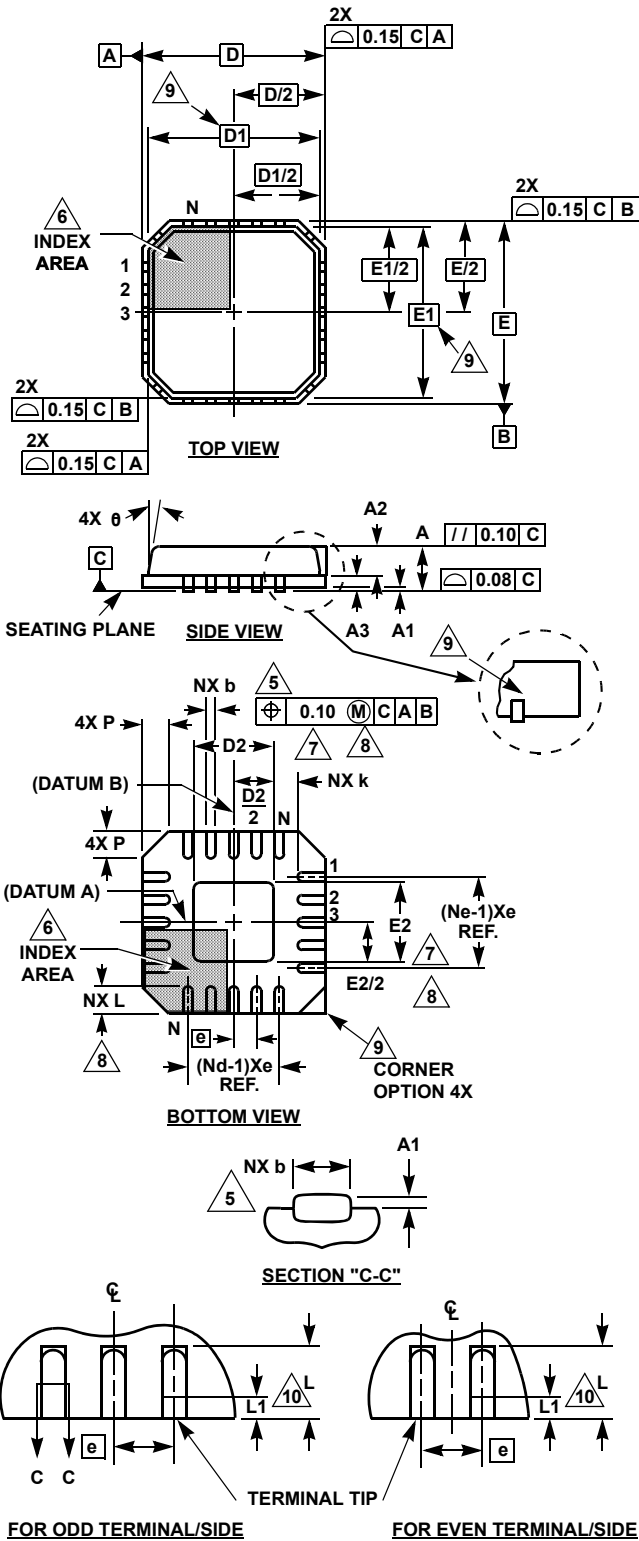 2X
⌓ 0.15 C A
A
D
D/2
9
D1
D1/2
2X
⌓ 0.15 C B
N
6
INDEX
AREA
1
2
3
E1/2
E/2
E1
E
9
2X
⌓ 0.15 C B
2X
⌓ 0.15 C A
B
TOP VIEW
4X θ
A2
A
// 0.10 C
C
⌓ 0.08 C
SEATING PLANE
SIDE VIEW
A3
A1
9
NX b
5
4X P
⌖ 0.10 Ⓜ C A B
D2
7
8
(DATUM B)
D2
2
N
NX k
4X P
1
(DATUM A)
2
3
(Ne-1)Xe
REF.
6
INDEX
AREA
E2
7
E2/2
8
NX L
8
N
e
(Nd-1)Xe
REF.
9
CORNER
OPTION 4X
BOTTOM VIEW
A1
NX b
5
SECTION "C-C"
C
L
C
L
L
10
L1
L
10
L1
e
e
C C
TERMINAL TIP
FOR ODD TERMINAL/SIDE
FOR EVEN TERMINAL/SIDE